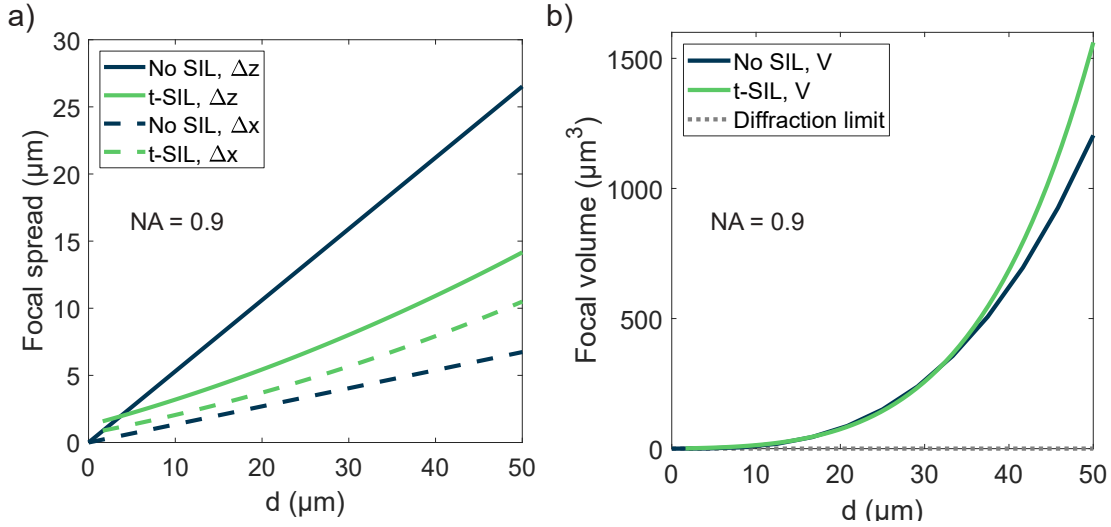 a)
30
25
20
15
10
5
0
Focal spread (µm)
No SIL, Δz
t-SIL, Δz
No SIL, Δx
t-SIL, Δx
NA = 0.9
0 10 20 30 40 50
d (µm)
b)
1500
1000
500
0
Focal volume (µm³)
No SIL, V
t-SIL, V
Diffraction limit
NA = 0.9
0 10 20 30 40 50
d (µm)